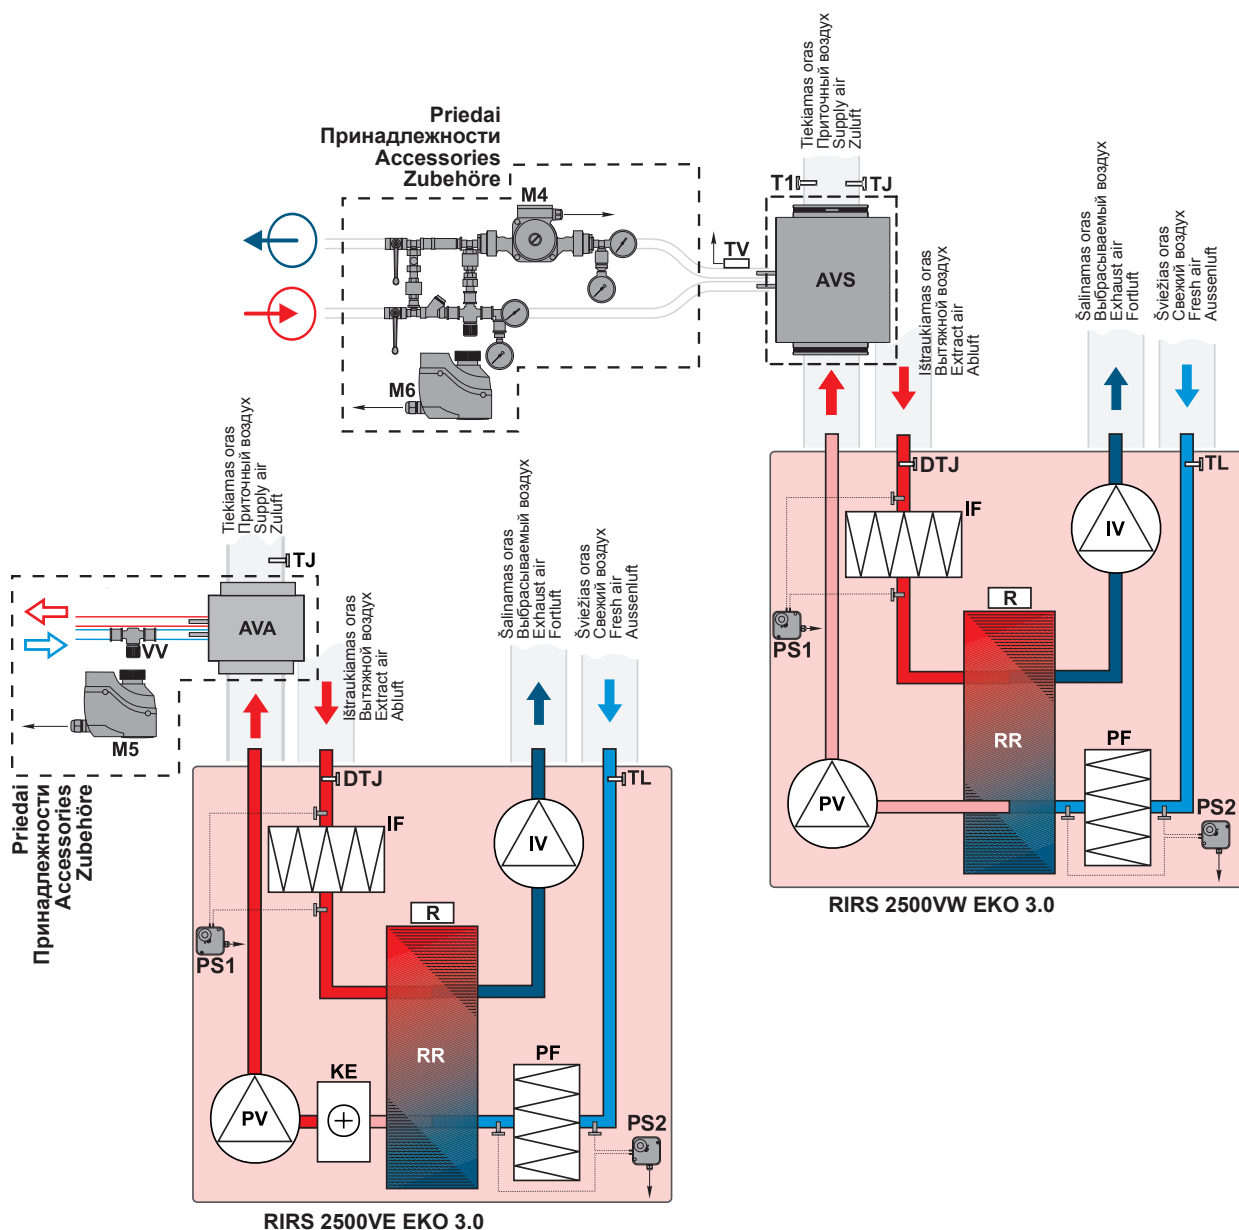 Priedai
Принадлежности
Accessories
Zubehöre
M4
TV
M6
Tiekiamas oras
Приточный воздух
Supply air
Zuluft
T1
TJ
AVS
Ištraukiamas oras
Вытяжной воздух
Extract air
Abluft
Šalinamas oras
Выбрасываемый воздух
Exhaust air
Fortluft
Šviežias oras
Свежий воздух
Fresh air
Aussenluft
DTJ
TL
IF
IV
R
PS1
RR
PF
PV
PS2
RIRS 2500VW EKO 3.0
Tiekiamas oras
Приточный воздух
Supply air
Zuluft
TJ
AVA
VV
M5
Priedai
Принадлежности
Accessories
Zubehöre
Ištraukiamas oras
Вытяжной воздух
Extract air
Abluft
Šalinamas oras
Выбрасываемый воздух
Exhaust air
Fortluft
Šviežias oras
Свежий воздух
Fresh air
Aussenluft
DTJ
TL
IF
IV
R
PS1
RR
PF
KE
PV
PS2
RIRS 2500VE EKO 3.0